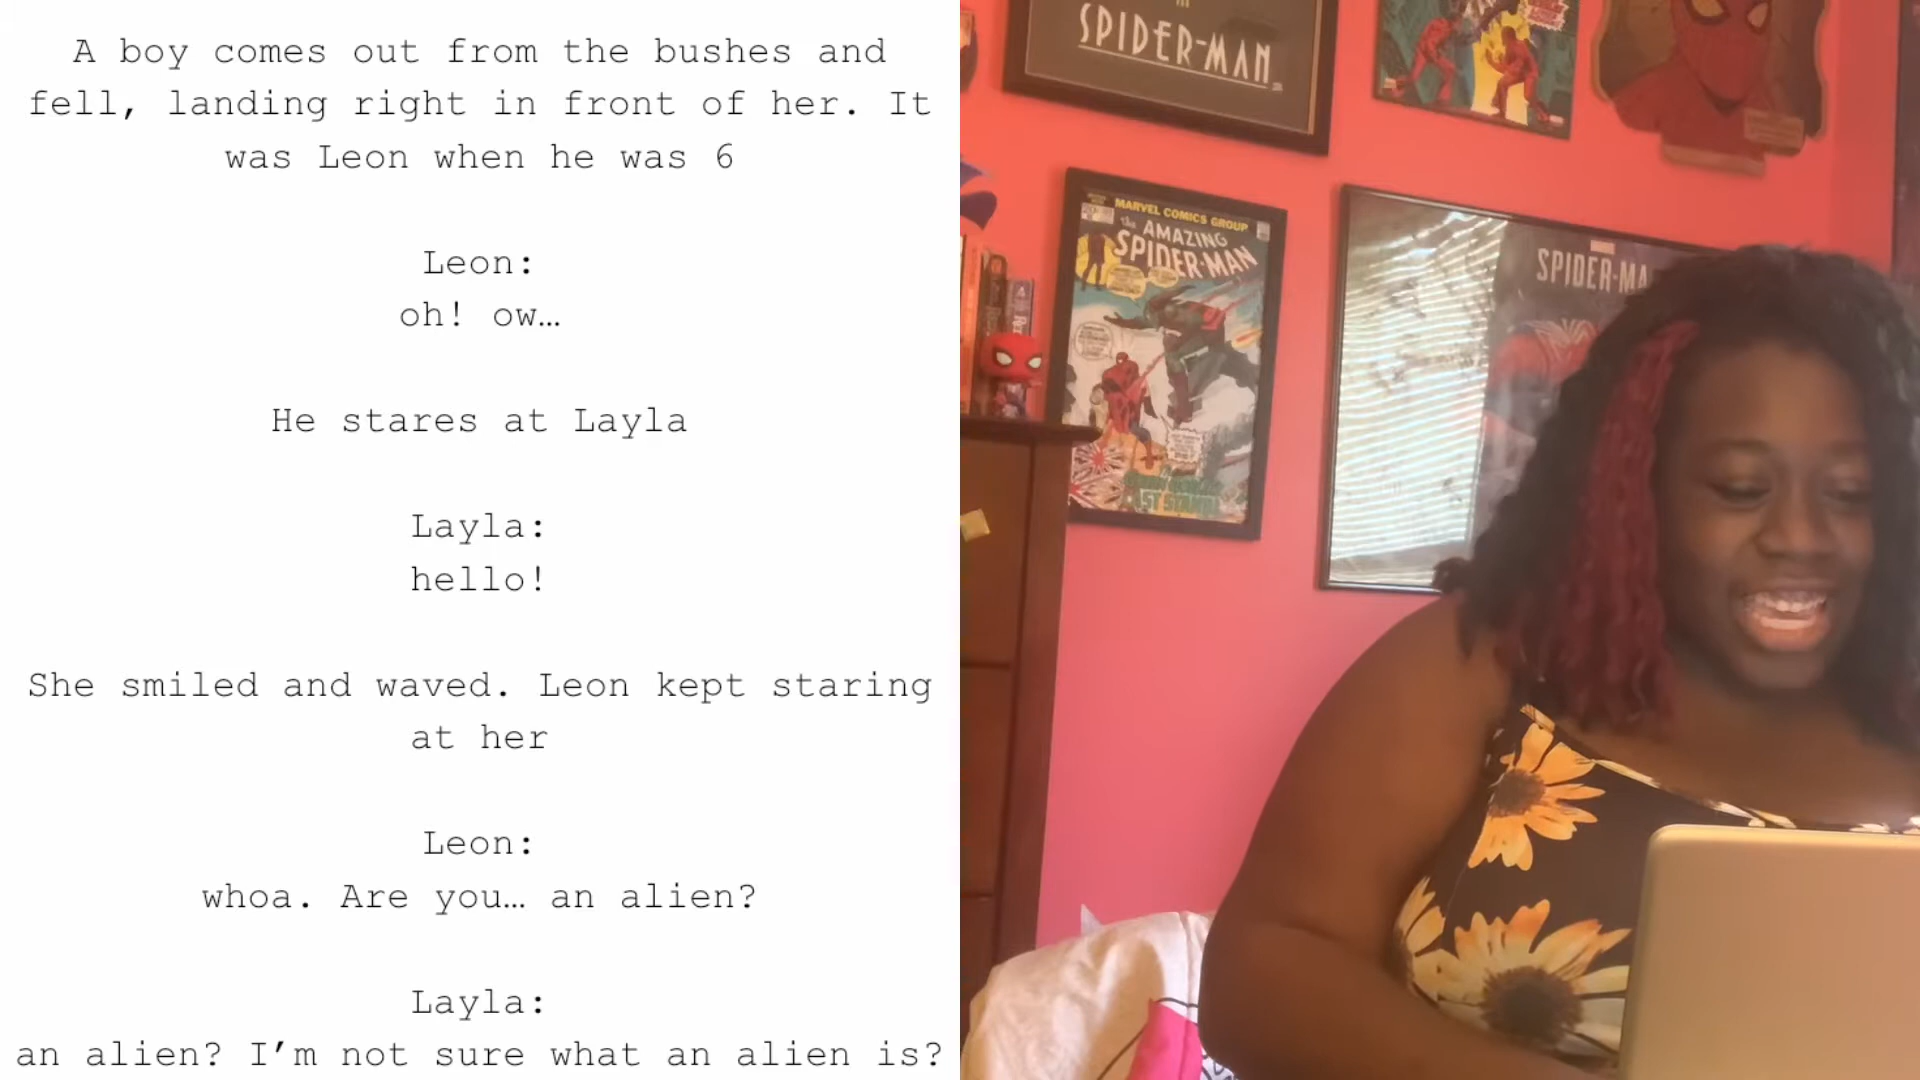 A boy comes out from the bushes and
fell, landing right in front of her. It
was Leon when he was 6
Leon:
oh! ow…
He stares at Layla
Layla:
hello!
She smiled and waved. Leon kept staring
at her
Leon:
whoa. Are you… an alien?
Layla:
an alien? I’m not sure what an alien is?
SPIDER-MAN
MARVEL COMICS GROUP
the AMAZING
SPIDER-MAN
LAST STAND!
SPIDER-MA